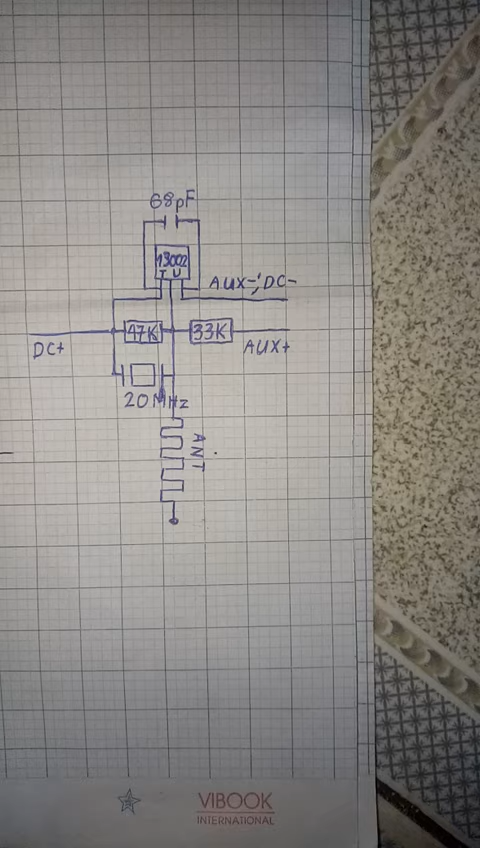 68pF
13002
AUX-;DC-
47K
33K
DC+
AUX+
20MHz
ANT
VIBOOK
INTERNATIONAL